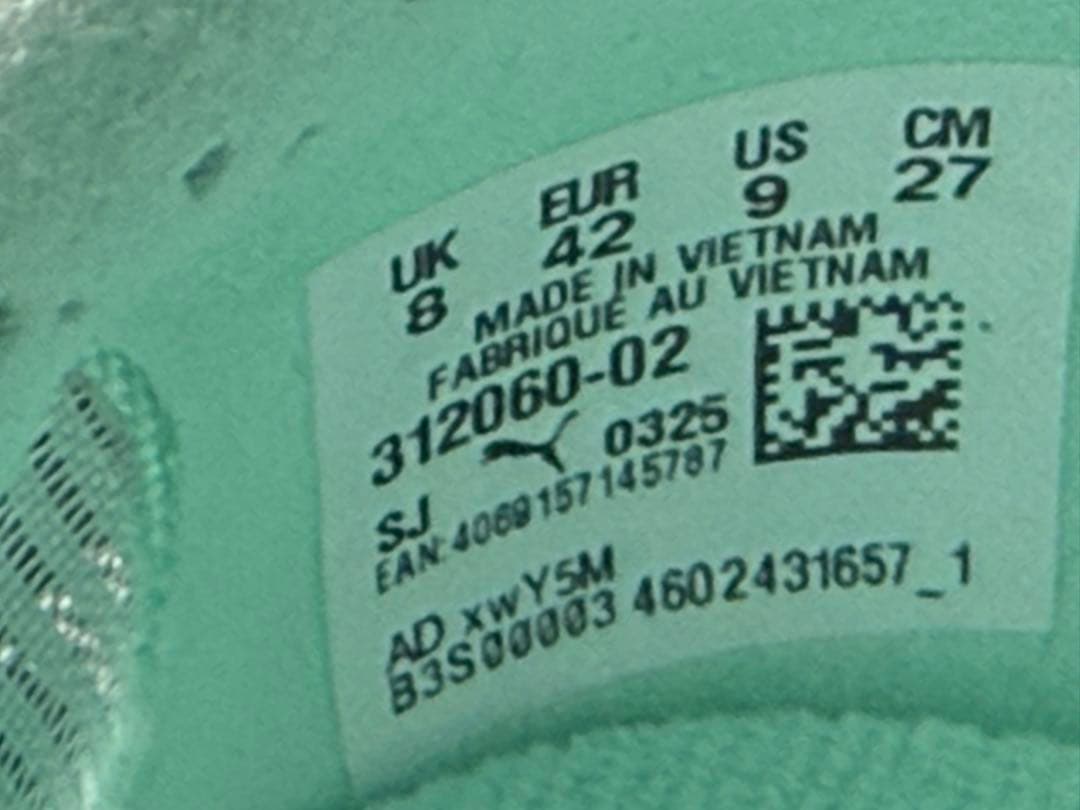 UK EUR US CM
8 42 9 27
MADE IN VIETNAM
FABRIQUÉ AU VIETNAM
312060-02
0325
SJ
EAN:4069157145787
AD xwY5M
B3S00003 4602431657_1